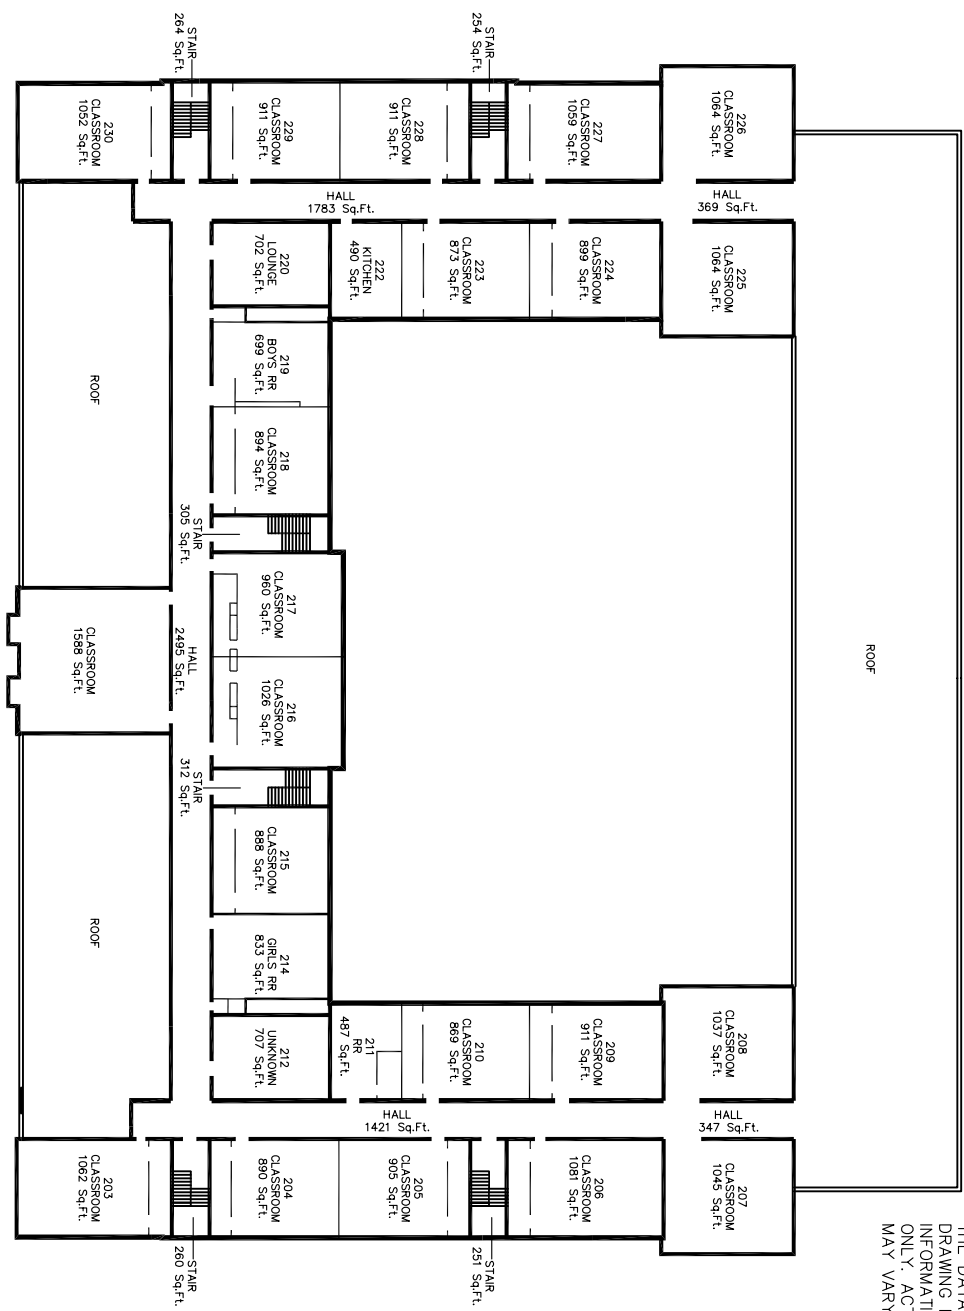 STAIR
264 Sq.Ft.
STAIR
254 Sq.Ft.
230
CLASSROOM
1052 Sq.Ft.
229
CLASSROOM
911 Sq.Ft.
228
CLASSROOM
911 Sq.Ft.
227
CLASSROOM
1059 Sq.Ft.
226
CLASSROOM
1064 Sq.Ft.
HALL
1783 Sq.Ft.
HALL
369 Sq.Ft.
220
LOUNGE
702 Sq.Ft.
222
KITCHEN
490 Sq.Ft.
223
CLASSROOM
873 Sq.Ft.
224
CLASSROOM
899 Sq.Ft.
225
CLASSROOM
1064 Sq.Ft.
219
BOYS RR
699 Sq.Ft.
ROOF
218
CLASSROOM
894 Sq.Ft.
STAIR
305 Sq.Ft.
217
CLASSROOM
960 Sq.Ft.
HALL
2495 Sq.Ft.
CLASSROOM
1588 Sq.Ft.
ROOF
216
CLASSROOM
1026 Sq.Ft.
STAIR
312 Sq.Ft.
215
CLASSROOM
888 Sq.Ft.
ROOF
214
GIRLS RR
833 Sq.Ft.
212
UNKNOWN
707 Sq.Ft.
211
RR
487 Sq.Ft.
210
CLASSROOM
869 Sq.Ft.
209
CLASSROOM
911 Sq.Ft.
208
CLASSROOM
1037 Sq.Ft.
HALL
1421 Sq.Ft.
HALL
347 Sq.Ft.
203
CLASSROOM
1062 Sq.Ft.
204
CLASSROOM
890 Sq.Ft.
205
CLASSROOM
905 Sq.Ft.
206
CLASSROOM
1081 Sq.Ft.
207
CLASSROOM
1045 Sq.Ft.
STAIR
260 Sq.Ft.
STAIR
251 Sq.Ft.
THE DATA
DRAWING
INFORMATI
ONLY. AC
MAY VARY